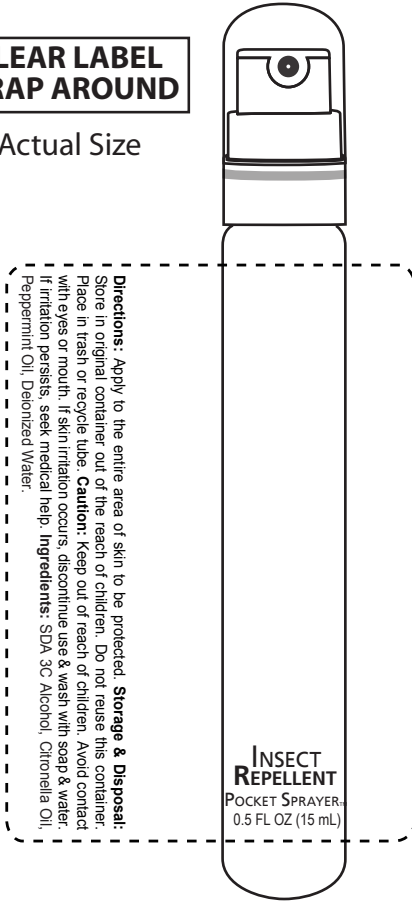 LEAR LABEL
RAP AROUND
Actual Size
Directions: Apply to the entire area of skin to be protected. Storage & Disposal:
Store in original container out of the reach of children. Do not reuse this container.
Place in trash or recycle tube. Caution: Keep out of reach of children. Avoid contact
with eyes or mouth. If skin irritation occurs, discontinue use & wash with soap & water.
If irritation persists, seek medical help. Ingredients: SDA 3C Alcohol, Citronella Oil,
Peppermint Oil, Deionized Water.
INSECT
REPELLENT
POCKET SPRAYER™
0.5 FL OZ (15 mL)